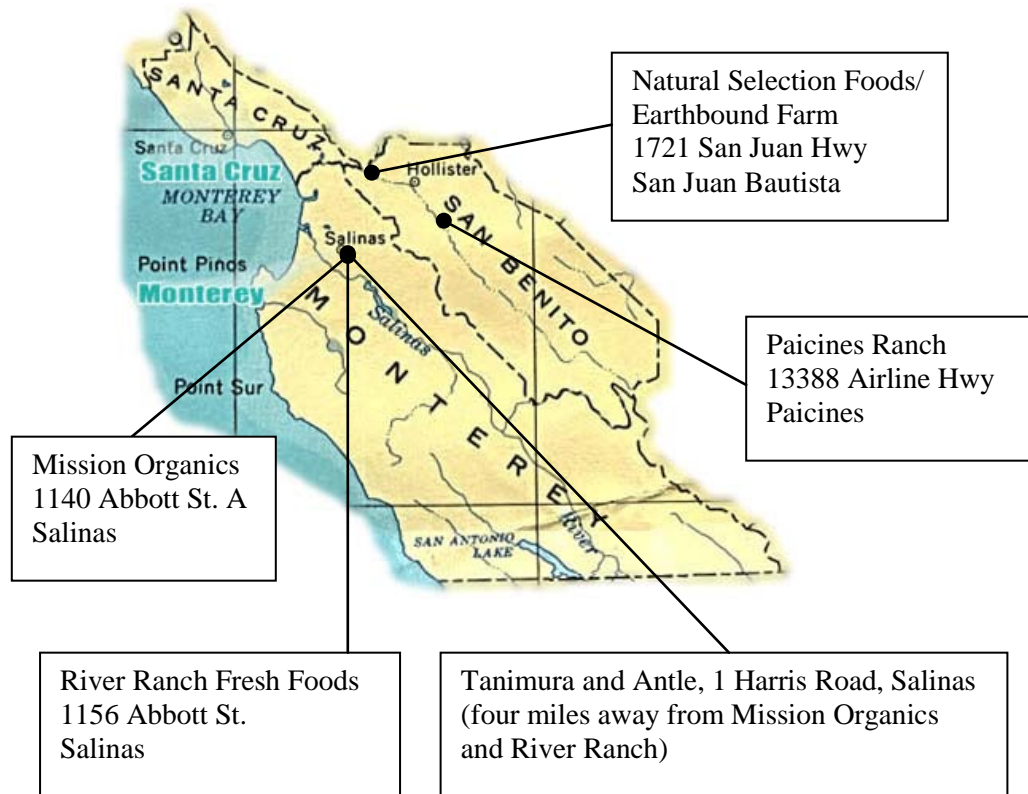 Natural Selection Foods/
Earthbound Farm
1721 San Juan Hwy
San Juan Bautista
SANTA CRUZ
Santa Cruz
Santa Cruz
MONTEREY
BAY
Hollister
SAN BENITO
Salinas
Point Pinos
Monterey
MONTEREY
Salinas
River
Point Sur
SAN ANTONIO
LAKE
Paicines Ranch
13388 Airline Hwy
Paicines
Mission Organics
1140 Abbott St. A
Salinas
River Ranch Fresh Foods
1156 Abbott St.
Salinas
Tanimura and Antle, 1 Harris Road, Salinas
(four miles away from Mission Organics
and River Ranch)